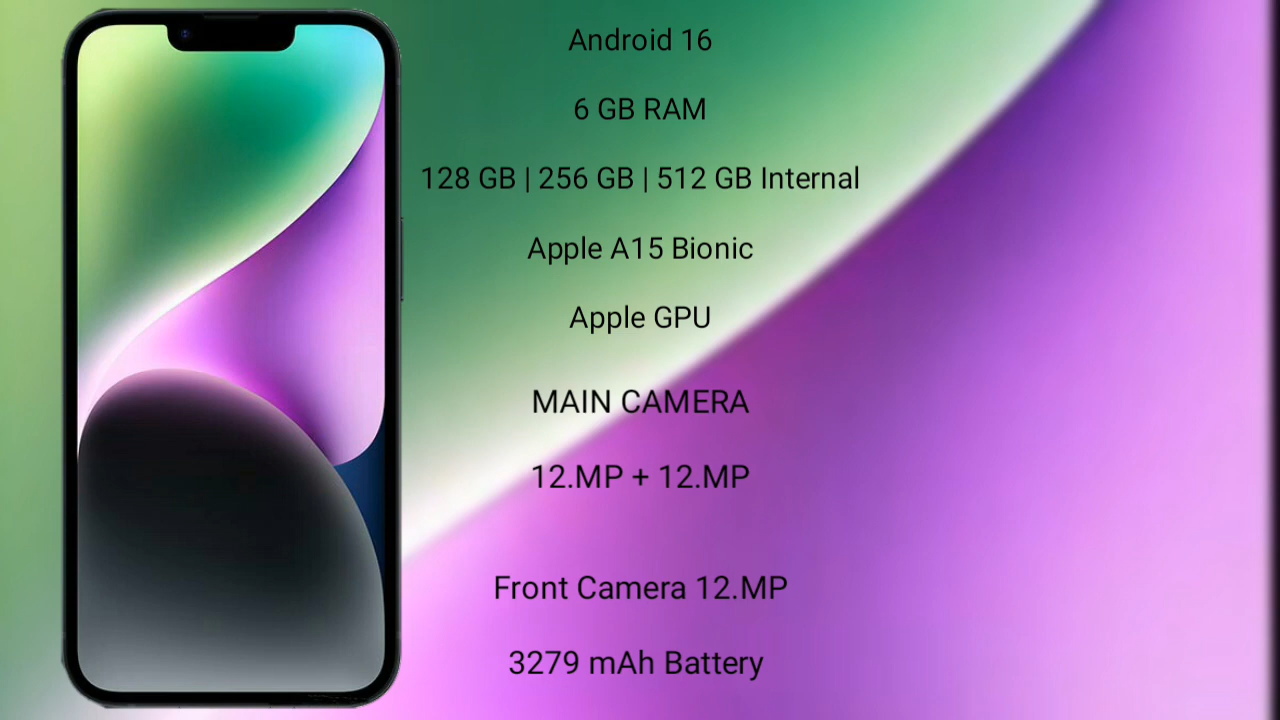 Android 16
6 GB RAM
128 GB | 256 GB | 512 GB Internal
Apple A15 Bionic
Apple GPU
MAIN CAMERA
12.MP + 12.MP
Front Camera 12.MP
3279 mAh Battery